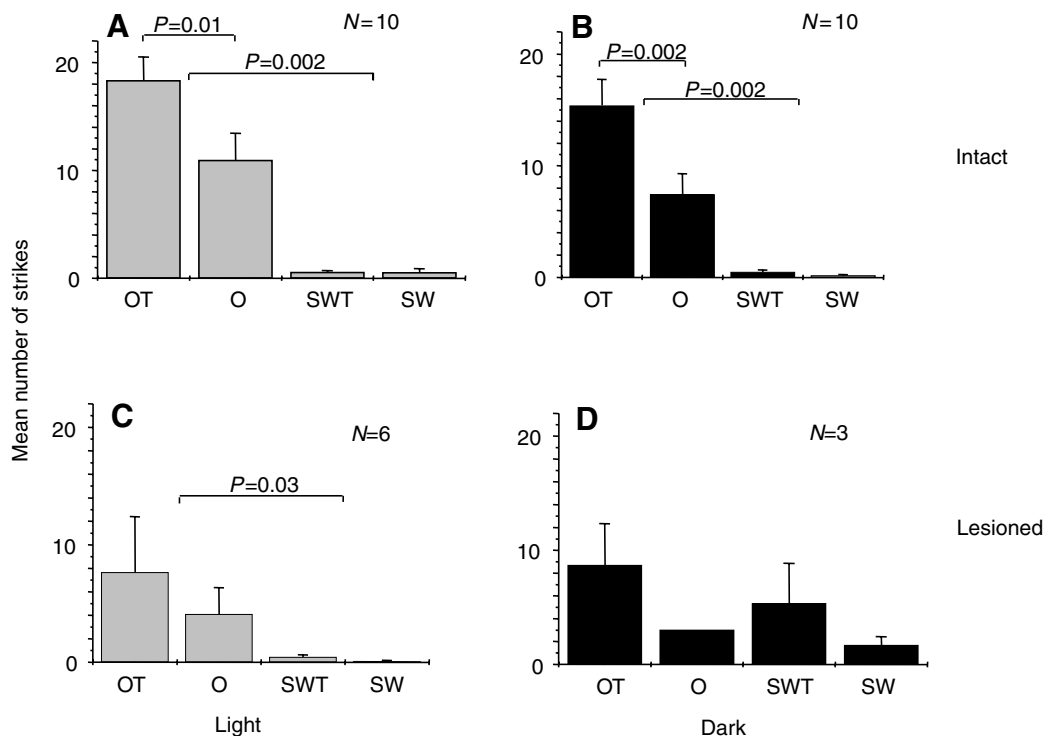 Mean number of strikes
A
P=0.01
N=10
P=0.002
20
10
0
OT O SWT SW
B
N=10
P=0.002
P=0.002
20
10
0
OT O SWT SW
Intact
C
N=6
P=0.03
20
10
0
OT O SWT SW
Light
D
N=3
20
10
0
OT O SWT SW
Dark
Lesioned